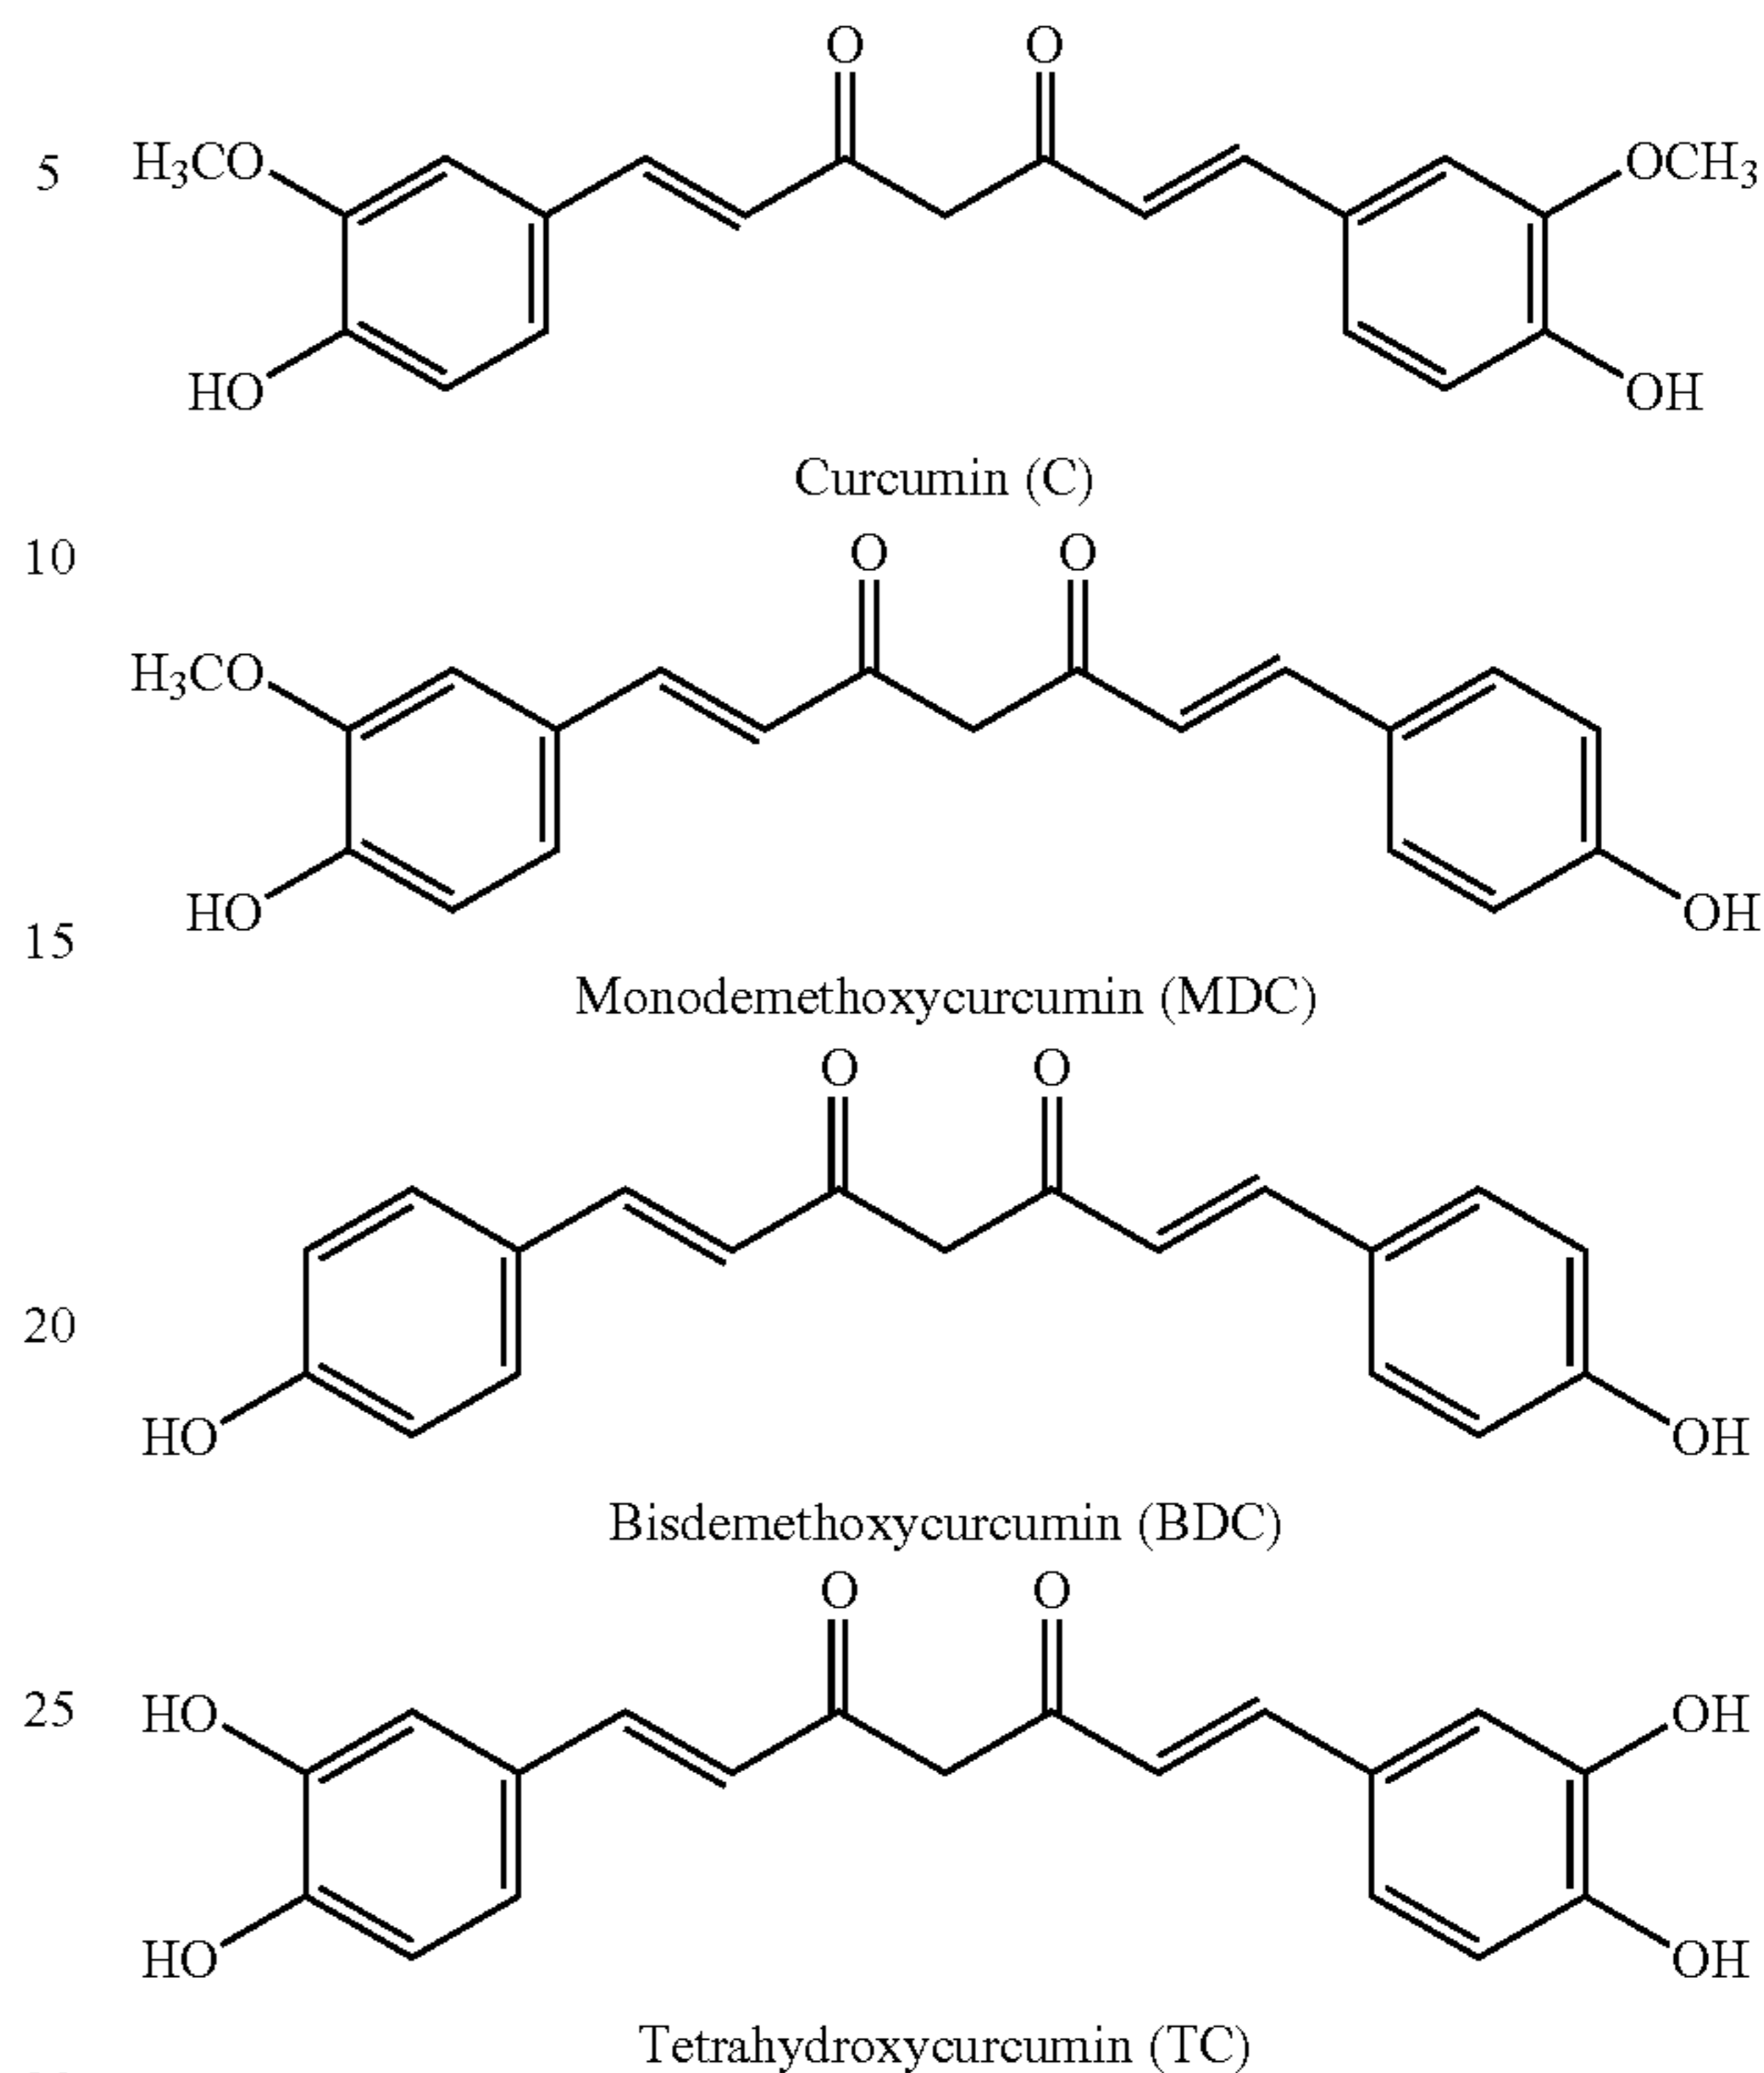 O O
5 H3CO OCH3
HO OH
Curcumin (C)
10 O O
H3CO
HO OH
15
Monodemethoxycurcumin (MDC)
O O
20
HO OH
Bisdemethoxycurcumin (BDC)
O O
25 HO OH
HO OH
Tetrahydroxycurcumin (TC)